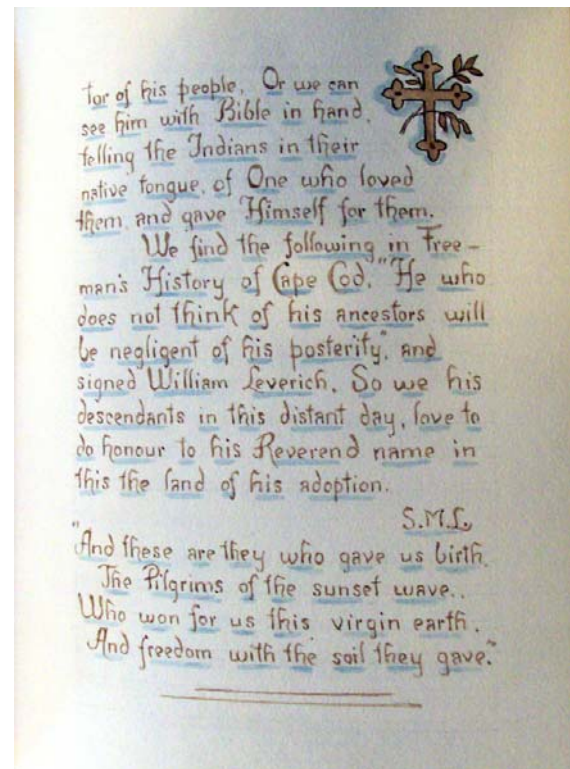 tor of his people. Or we can
see him with Bible in hand,
telling the Indians in their
native tongue, of One who loved
them, and gave Himself for them.
We find the following in Free-
man's History of Cape Cod, "He who
does not think of his ancestors will
be negligent of his posterity", and
signed William Leverich. So we his
descendants in this distant day, love to
do honour to his Reverend name in
this the land of his adoption.
S.M.L.
"And these are they who gave us birth,
The Pilgrims of the sunset wave..
Who won for us this virgin earth,
And freedom with the soil they gave."